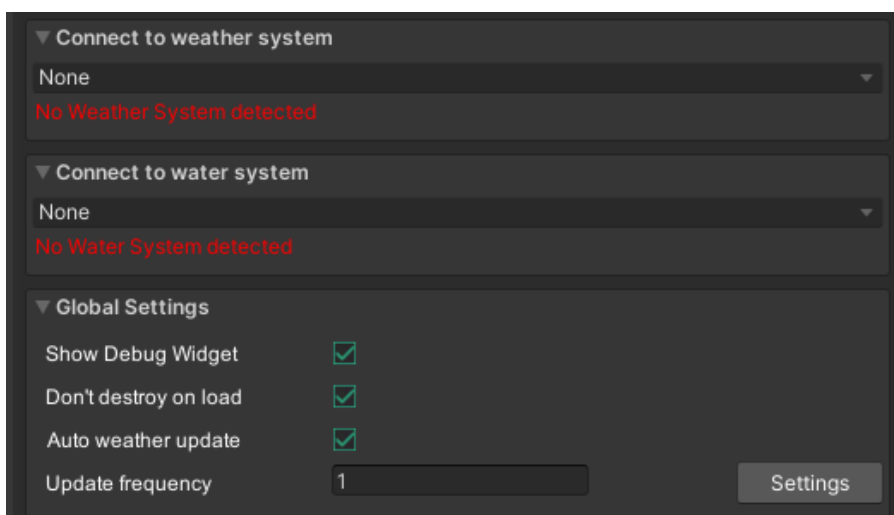 Connect to weather system
None
No Weather System detected
Connect to water system
None
No Water System detected
Global Settings
Show Debug Widget
Don't destroy on load
Auto weather update
Update frequency 1 Settings